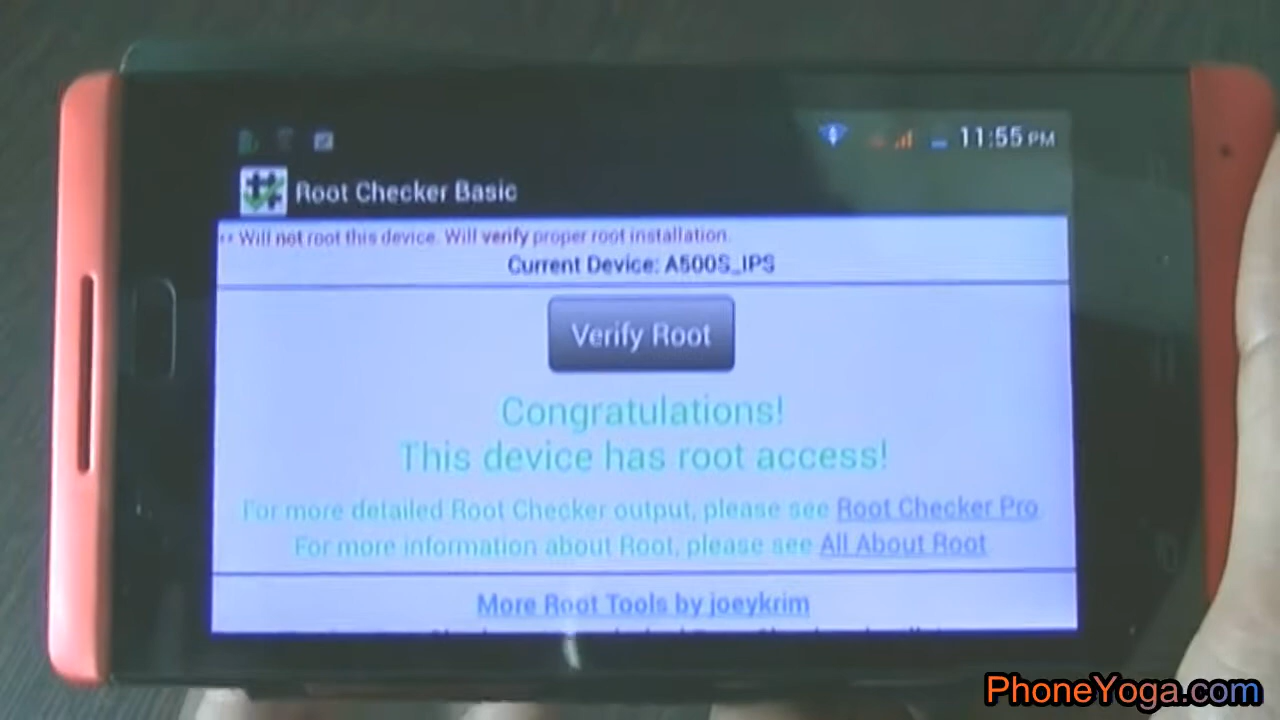 11:55 PM
Root Checker Basic
** Will not root this device. Will verify proper root installation.
Current Device: A500S_IPS
Verify Root
Congratulations!
This device has root access!
For more detailed Root Checker output, please see Root Checker Pro
For more information about Root, please see All About Root
More Root Tools by joeykrim
PhoneYoga.com